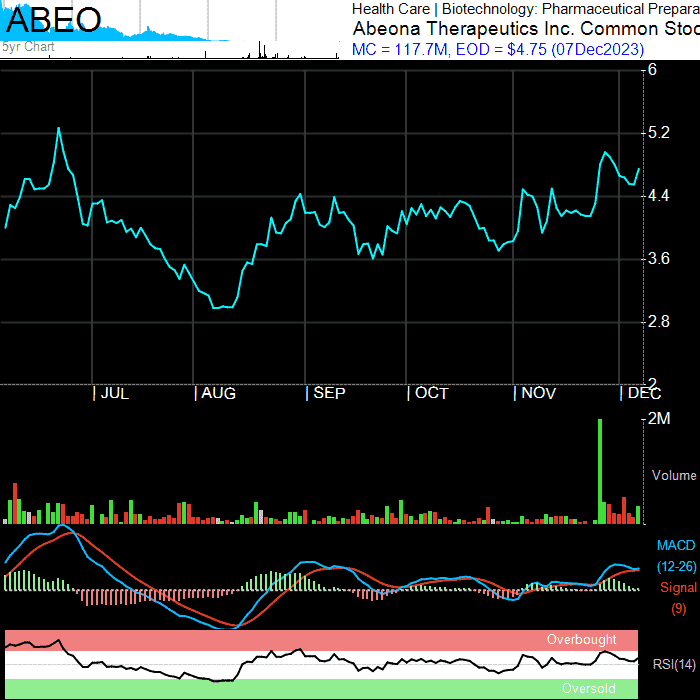 ABEO
5yr Chart
Health Care | Biotechnology: Pharmaceutical Prepara
Abeona Therapeutics Inc. Common Stoc
MC = 117.7M, EOD = $4.75 (07Dec2023)
6
5.2
4.4
3.6
2.8
2
| JUL | AUG | SEP | OCT | NOV | DEC
2M
Volume
MACD
(12-26)
Signal
(9)
Overbought
RSI(14)
Oversold